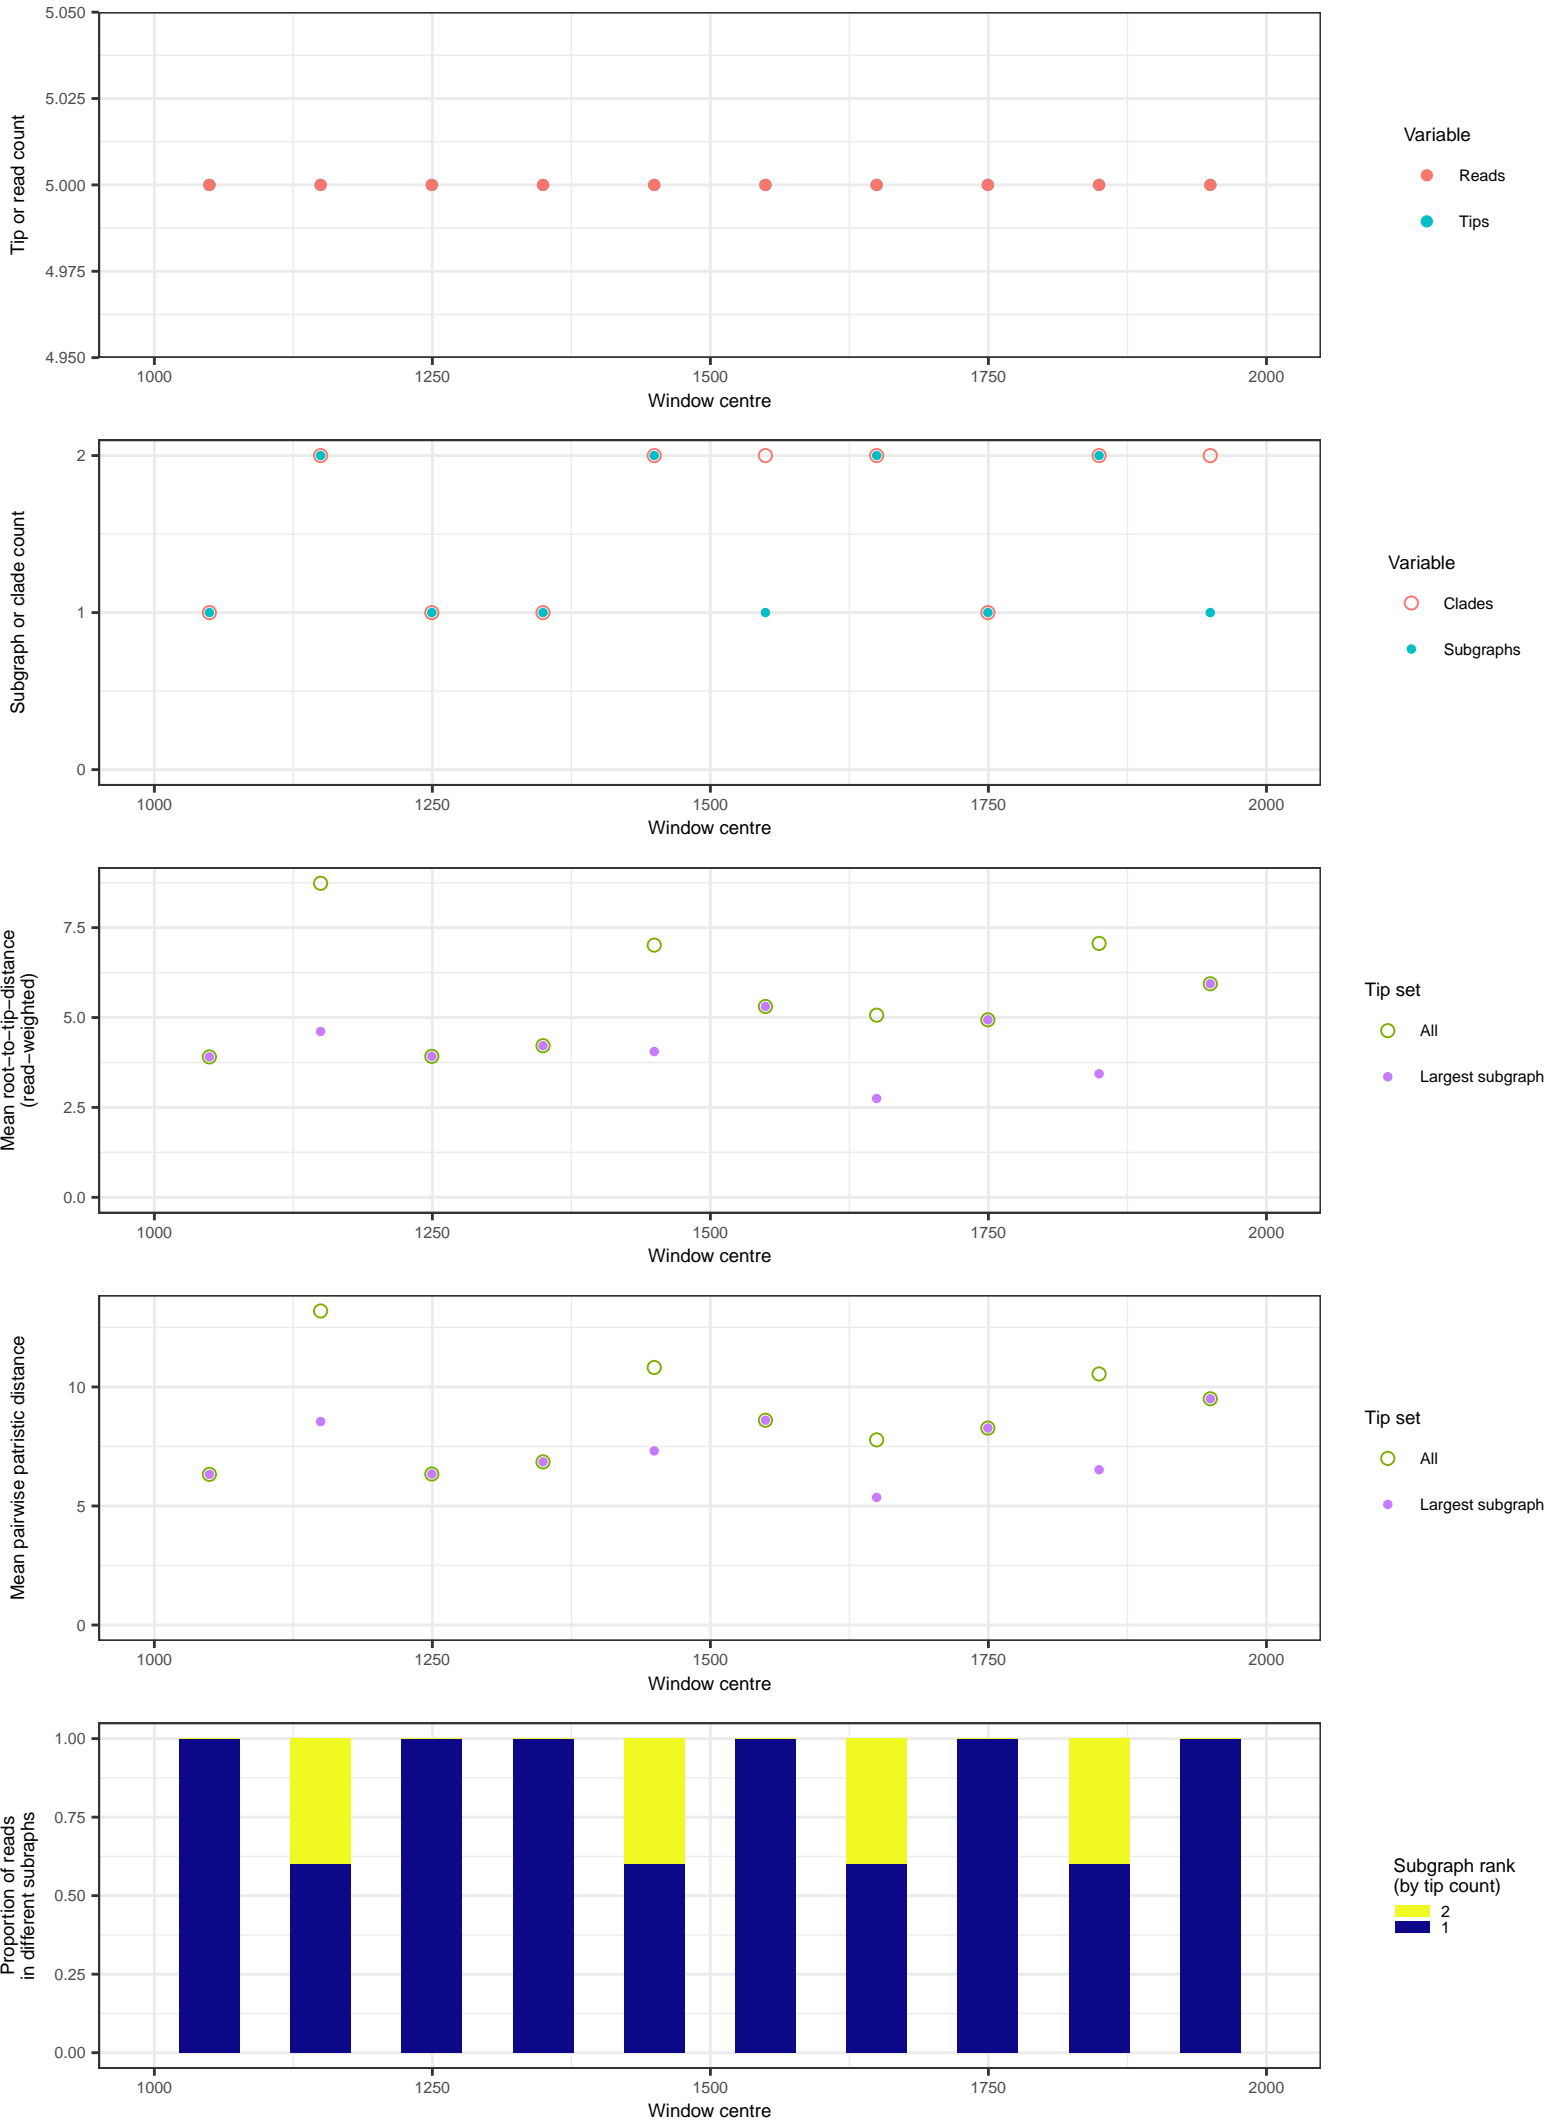 5.050
5.025
5.000
4.975
4.950
Tip or read count
1000 1250 1500 1750 2000
Window centre
Variable
Reads
Tips
2
1
0
Subgraph or clade count
1000 1250 1500 1750 2000
Window centre
Variable
Clades
Subgraphs
7.5
5.0
2.5
0.0
Mean root−to−tip−distance
(read−weighted)
1000 1250 1500 1750 2000
Window centre
Tip set
All
Largest subgraph
10
5
0
Mean pairwise patristic distance
1000 1250 1500 1750 2000
Window centre
Tip set
All
Largest subgraph
1.00
0.75
0.50
0.25
0.00
Proportion of reads
in different subraphs
1000 1250 1500 1750 2000
Window centre
Subgraph rank
(by tip count)
2
1